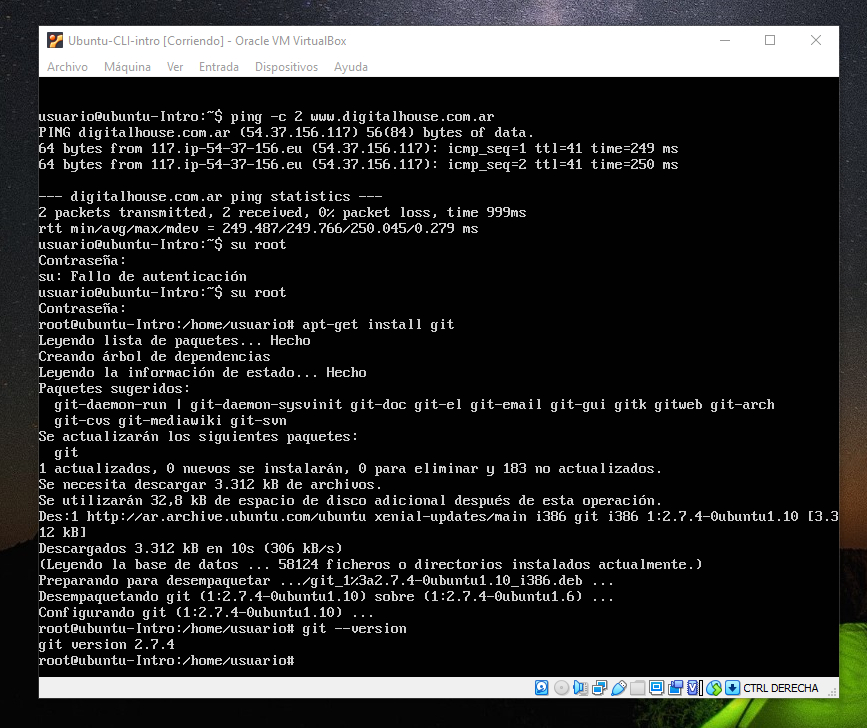 Ubuntu-CLI-intro [Corriendo] - Oracle VM VirtualBox
Archivo Máquina Ver Entrada Dispositivos Ayuda
usuario@ubuntu-Intro:~$ ping -c 2 www.digitalhouse.com.ar
PING digitalhouse.com.ar (54.37.156.117) 56(84) bytes of data.
64 bytes from 117.ip-54-37-156.eu (54.37.156.117): icmp_seq=1 ttl=41 time=249 ms
64 bytes from 117.ip-54-37-156.eu (54.37.156.117): icmp_seq=2 ttl=41 time=250 ms
--- digitalhouse.com.ar ping statistics ---
2 packets transmitted, 2 received, 0% packet loss, time 999ms
rtt min/avg/max/mdev = 249.487/249.766/250.045/0.279 ms
usuario@ubuntu-Intro:~$ su root
Contraseña:
su: Fallo de autenticación
usuario@ubuntu-Intro:~$ su root
Contraseña:
root@ubuntu-Intro:/home/usuario# apt-get install git
Leyendo lista de paquetes... Hecho
Creando árbol de dependencias
Leyendo la información de estado... Hecho
Paquetes sugeridos:
  git-daemon-run | git-daemon-sysvinit git-doc git-el git-email git-gui gitk gitweb git-arch
  git-cvs git-mediawiki git-svn
Se actualizarán los siguientes paquetes:
  git
1 actualizados, 0 nuevos se instalarán, 0 para eliminar y 183 no actualizados.
Se necesita descargar 3.312 kB de archivos.
Se utilizarán 32,8 kB de espacio de disco adicional después de esta operación.
Des:1 http://ar.archive.ubuntu.com/ubuntu xenial-updates/main i386 git i386 1:2.7.4-0ubuntu1.10 [3.3
12 kB]
Descargados 3.312 kB en 10s (306 kB/s)
(Leyendo la base de datos ... 58124 ficheros o directorios instalados actualmente.)
Preparando para desempaquetar .../git_1%3a2.7.4-0ubuntu1.10_i386.deb ...
Desempaquetando git (1:2.7.4-0ubuntu1.10) sobre (1:2.7.4-0ubuntu1.6) ...
Configurando git (1:2.7.4-0ubuntu1.10) ...
root@ubuntu-Intro:/home/usuario# git --version
git version 2.7.4
root@ubuntu-Intro:/home/usuario#
CTRL DERECHA